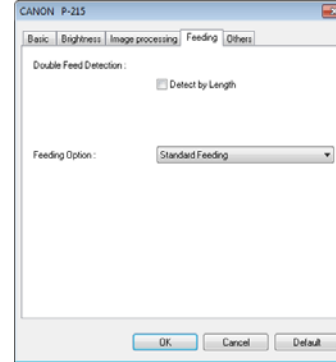 CANON P-215
Basic Brightness Image processing Feeding Others
Double Feed Detection :
Detect by Length
Feeding Option : Standard Feeding
OK Cancel Default